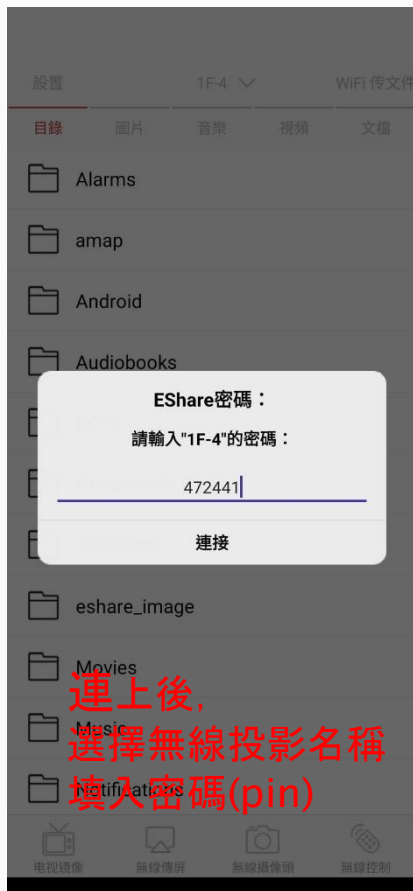 設置 1F-4 WiFi 传文件
目錄 圖片 音樂 視頻 文檔
Alarms
amap
Android
Audiobooks
EShare密碼：
請輸入"1F-4"的密碼：
472441
連接
eshare_image
Movies
連上後,
Music
選擇無線投影名稱
Notifications
填入密碼(pin)
电视镜像 無線傳屏 無線攝像頭 無線控制